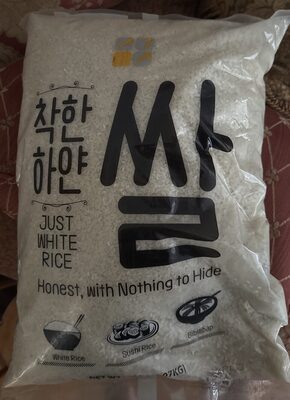 착한
하얀
쌀
JUST
WHITE
RICE
Honest, with Nothing to Hide
White Rice
Sushi Rice
Bibimbap